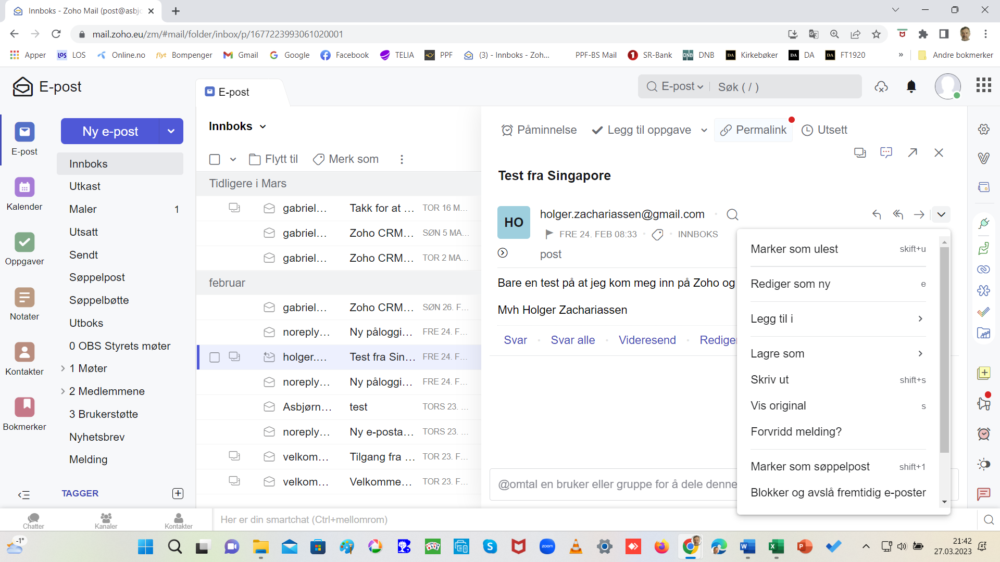 Innboks - Zoho Mail (post@asbj
mail.zoho.eu/zm/#mail/folder/inbox/p/1677223993061020001
Apper
LOS
LOS
Online.no
flyt
Bompenger
Gmail
Google
Facebook
TELIA
PPF
(3) - Innboks - Zoh...
PPF-BS Mail
1
SR-Bank
DNB
DNB
DA
Kirkebøker
DA
DA
DA
FT1920
»
Andre bokmerker
E-post
E-post
E-post
Søk ( / )
E-post
Kalender
Oppgaver
Notater
Kontakter
Bokmerker
Ny e-post
Innboks
Utkast
Maler 1
Utsatt
Sendt
Søppelpost
Søppelbøtte
Utboks
0 OBS Styrets møter
1 Møter
2 Medlemmene
3 Brukerstøtte
Nyhetsbrev
Melding
TAGGER
Innboks
Flytt til
Merk som
Tidligere i Mars
gabriel... Takk for at ... TOR 16 M...
gabriel... Zoho CRM... SØN 5 MA...
gabriel... Zoho CRM... TOR 2 MA...
februar
gabriel... Zoho CRM... SØN 26. F...
noreply... Ny påloggi... FRE 24. F...
holger.... Test fra Sin... FRE 24. F...
noreply... Ny påloggi... FRE 24. F...
Asbjørn... test TORS 23. ...
noreply... Ny e-posta... TORS 23. ...
velkom... Tilgang fra ... TOR 23. F...
velkom... Velkomme... TOR 23. F...
Påminnelse
Legg til oppgave
Permalink
Utsett
Test fra Singapore
HO
holger.zachariassen@gmail.com
FRE 24. FEB 08:33
INNBOKS
post
Bare en test på at jeg kom meg inn på Zoho og
Mvh Holger Zachariassen
Svar
Svar alle
Videresend
Rediger
@omtal en bruker eller gruppe for å dele denne
Marker som ulest skift+u
Rediger som ny e
Legg til i
Lagre som
Skriv ut shift+s
Vis original s
Forvridd melding?
Marker som søppelpost shift+1
Blokker og avslå fremtidig e-poster
Chatter
Kanaler
Kontakter
Her er din smartchat (Ctrl+mellomrom)
-1°
zoom
21:42
27.03.2023